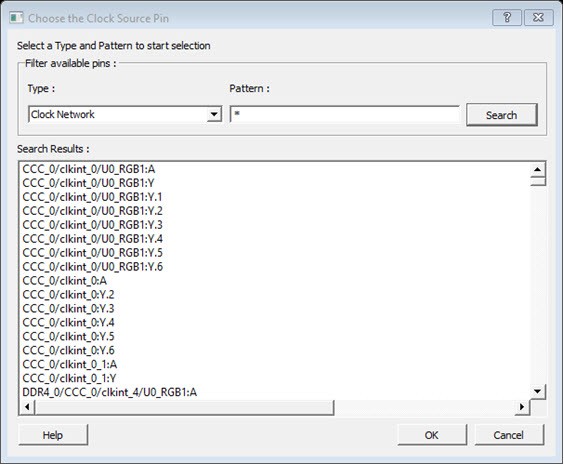 Choose the Clock Source Pin
Select a Type and Pattern to start selection
Filter available pins :
Type :
Pattern :
Clock Network
*
Search
Search Results :
CCC_0/clkint_0/U0_RGB1:A
CCC_0/clkint_0/U0_RGB1:Y
CCC_0/clkint_0/U0_RGB1:Y.1
CCC_0/clkint_0/U0_RGB1:Y.2
CCC_0/clkint_0/U0_RGB1:Y.3
CCC_0/clkint_0/U0_RGB1:Y.4
CCC_0/clkint_0/U0_RGB1:Y.5
CCC_0/clkint_0/U0_RGB1:Y.6
CCC_0/clkint_0:A
CCC_0/clkint_0:Y.2
CCC_0/clkint_0:Y.3
CCC_0/clkint_0:Y.4
CCC_0/clkint_0:Y.5
CCC_0/clkint_0:Y.6
CCC_0/clkint_0_1:A
CCC_0/clkint_0_1:Y
DDR4_0/CCC_0/clkint_4/U0_RGB1:A
Help
OK
Cancel